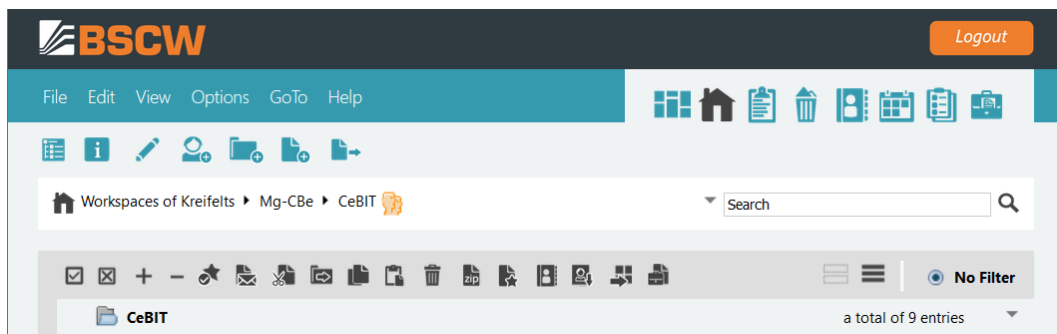 BSCW
Logout
File Edit View Options GoTo Help
Workspaces of Kreifelts Mg-CBe CeBIT
Search
zip
No Filter
CeBIT
a total of 9 entries